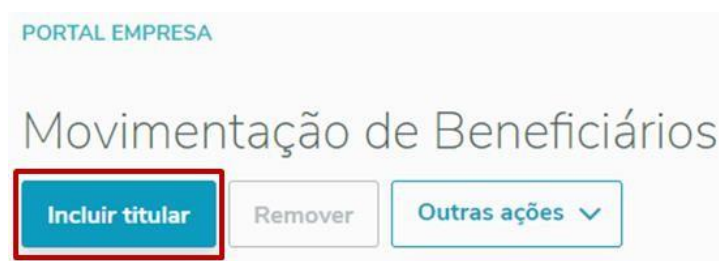 PORTAL EMPRESA
Movimentação de Beneficiários
Incluir titular Remover Outras ações